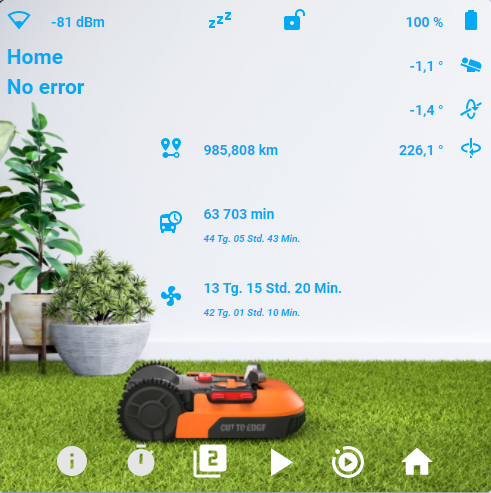 -81 dBm
zzz
100 %
Home
-1,1 °
No error
-1,4 °
985,808 km
226,1 °
63 703 min
44 Tg. 05 Std. 43 Min.
13 Tg. 15 Std. 20 Min.
42 Tg. 01 Std. 10 Min.
CUT TO EDGE
i
2